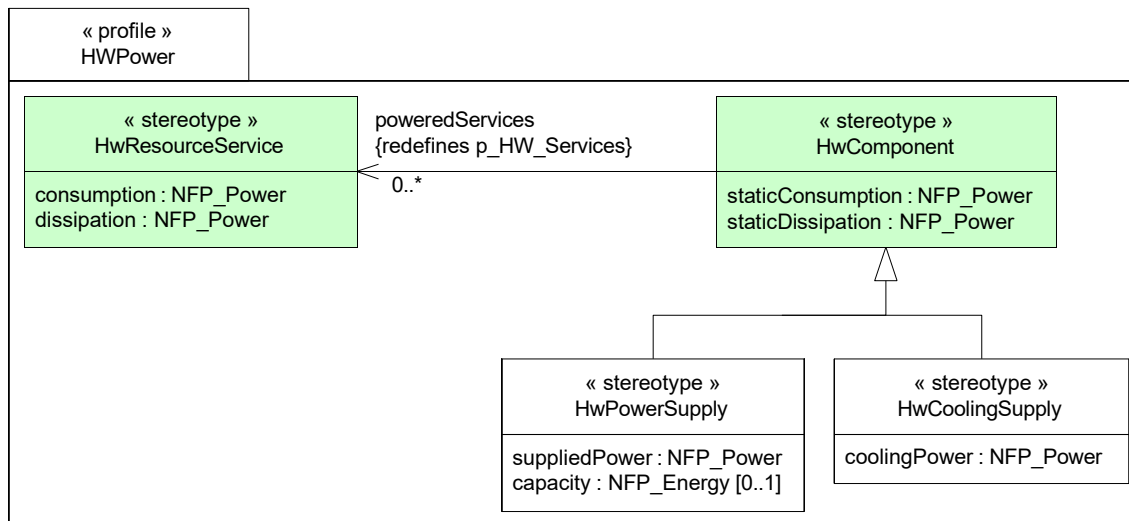 « profile »
HWPower
« stereotype »
HwResourceService
consumption : NFP_Power
dissipation : NFP_Power
poweredServices
{redefines p_HW_Services}
0..*
« stereotype »
HwComponent
staticConsumption : NFP_Power
staticDissipation : NFP_Power
« stereotype »
HwPowerSupply
suppliedPower : NFP_Power
capacity : NFP_Energy [0..1]
« stereotype »
HwCoolingSupply
coolingPower : NFP_Power